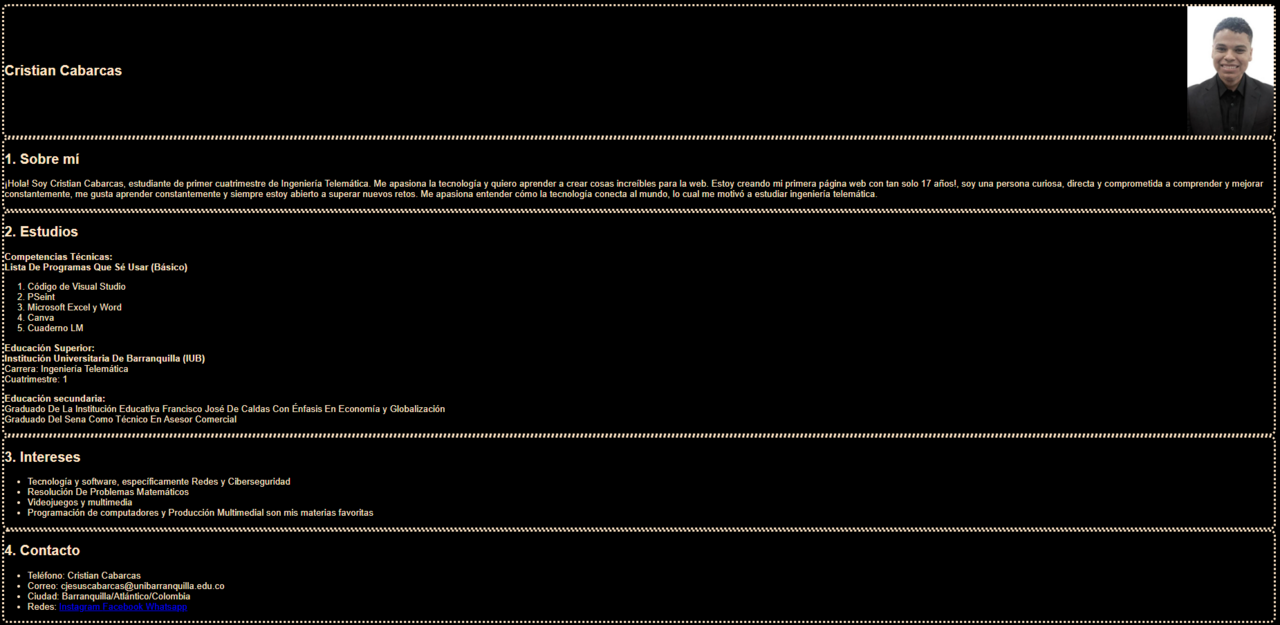 Cristian Cabarcas
1. Sobre mí
¡Hola! Soy Cristian Cabarcas, estudiante de primer cuatrimestre de Ingeniería Telemática. Me apasiona la tecnología y quiero aprender a crear cosas increíbles para la web. Estoy creando mi primera página web con tan solo 17 años!, soy una persona curiosa, directa y comprometida a comprender y mejorar
constantemente, me gusta aprender constantemente y siempre estoy abierto a superar nuevos retos. Me apasiona entender cómo la tecnología conecta al mundo, lo cual me motivó a estudiar ingeniería telemática.
2. Estudios
Competencias Técnicas:
Lista De Programas Que Sé Usar (Básico)
1. Código de Visual Studio
2. PSeint
3. Microsoft Excel y Word
4. Canva
5. Cuaderno LM
Educación Superior:
Institución Universitaria De Barranquilla (IUB)
Carrera: Ingeniería Telemática
Cuatrimestre: 1
Educación secundaria:
Graduado De La Institución Educativa Francisco José De Caldas Con Énfasis En Economía y Globalización
Graduado Del Sena Como Técnico En Asesor Comercial
3. Intereses
• Tecnología y software, específicamente Redes y Ciberseguridad
• Resolución De Problemas Matemáticos
• Videojuegos y multimedia
• Programación de computadores y Producción Multimedial son mis materias favoritas
4. Contacto
• Teléfono: Cristian Cabarcas
• Correo: cjesuscabarcas@unibarranquilla.edu.co
• Ciudad: Barranquilla/Atlántico/Colombia
• Redes: Instagram Facebook Whatsapp